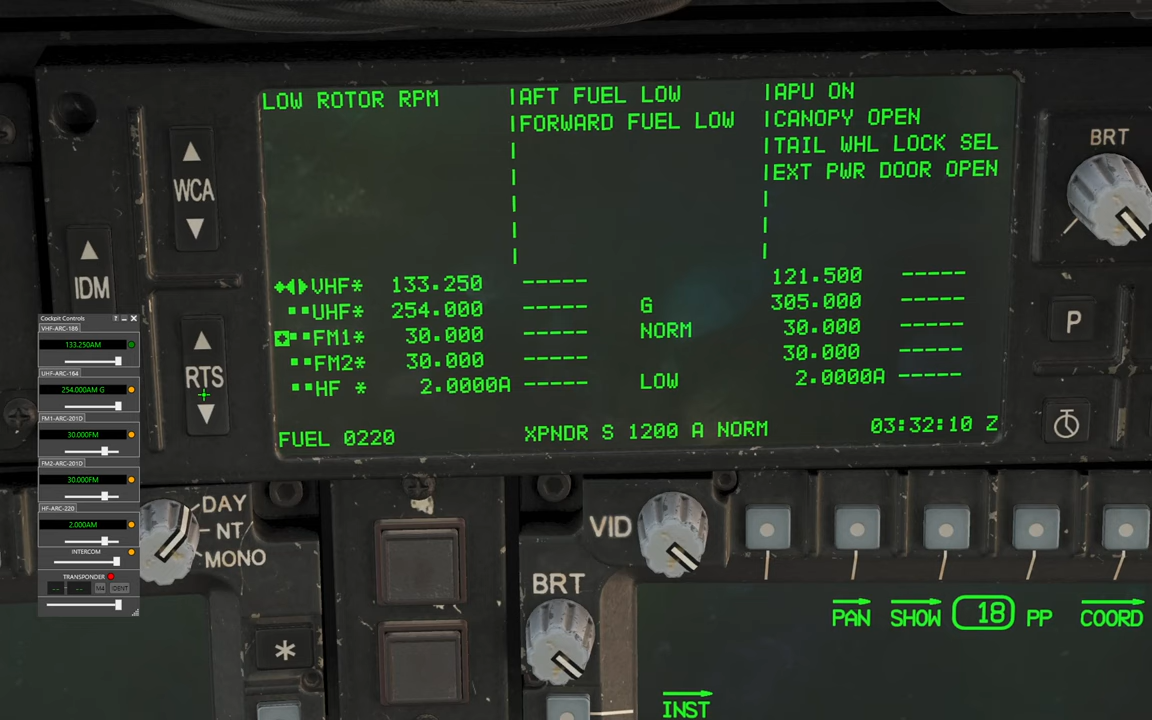 LOW ROTOR RPM |AFT FUEL LOW |APU ON
|FORWARD FUEL LOW |CANOPY OPEN
| |TAIL WHL LOCK SEL
| |EXT PWR DOOR OPEN
BRT
WCA
IDM
VHF* 133.250 ----- 121.500 -----
UHF* 254.000 ----- G 305.000 -----
FM1* 30.000 ----- NORM 30.000 -----
FM2* 30.000 ----- 30.000 -----
HF * 2.0000A ----- LOW 2.0000A -----
FUEL 0220 XPNDR S 1200 A NORM 03:32:10 Z
P
RTS
Cockpit Controls ?
VHF-ARC-186
133.250AM
UHF-ARC-164
254.000AM G
FM1-ARC-201D
30.000FM
FM2-ARC-201D
30.000FM
HF-ARC-220
2.000AM
INTERCOM
TRANSPONDER
DAY
NT
MONO
VID
BRT
*
PAN SHOW 18 PP COORD
INST